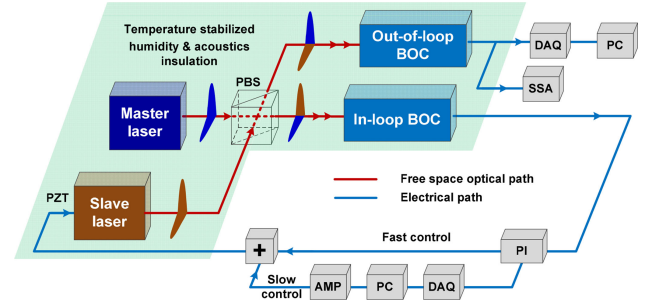 Temperature stabilized
humidity & acoustics
insulation
Out-of-loop
BOC
DAQ
PC
SSA
PBS
Master
laser
In-loop BOC
PZT
Slave
laser
Free space optical path
Electrical path
+
Fast control
PI
Slow
control
AMP
PC
DAQ